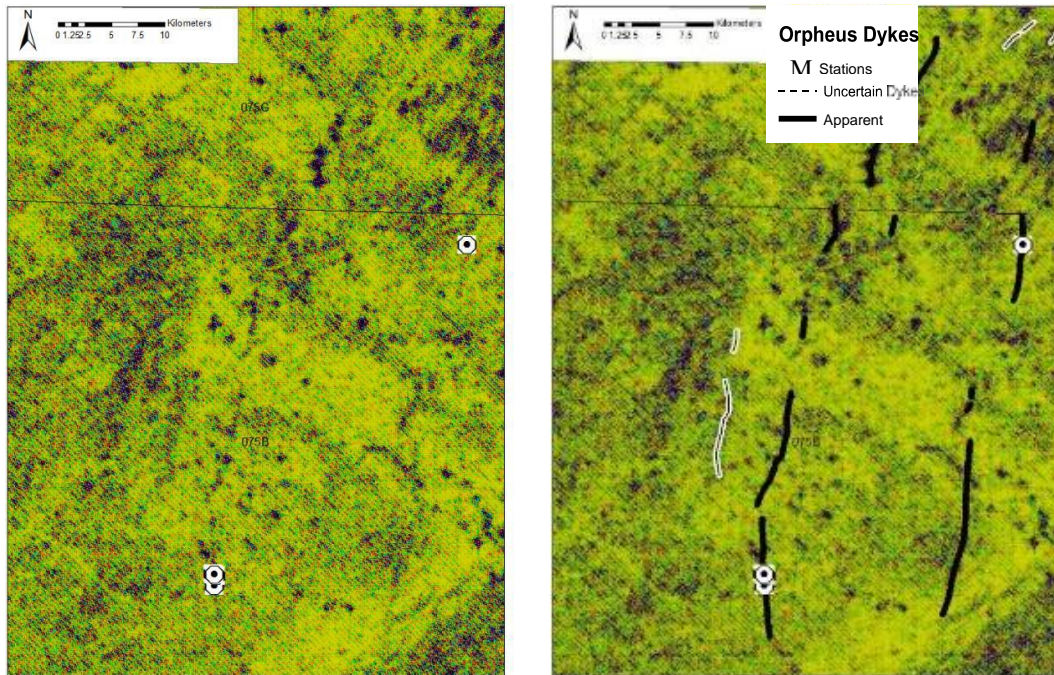 N
Kilometers
0 1.252.5 5 7.5 10
075G
075B
N
Kilometers
0 1.252.5 5 7.5 10
Orpheus Dykes
M Stations
Uncertain Dyke
Apparent
075B